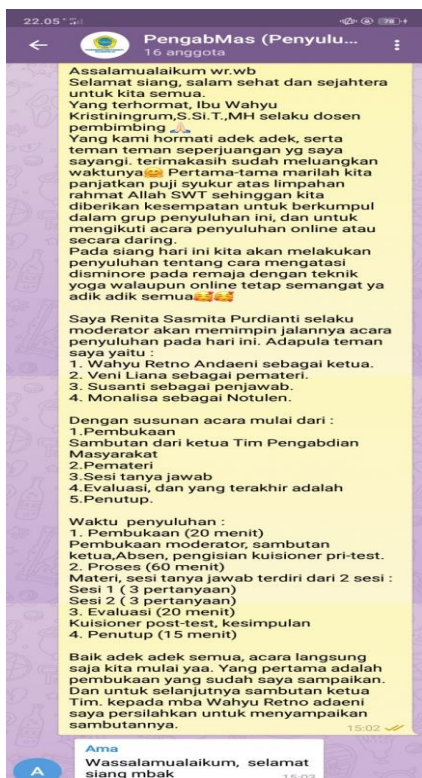 22.05
78
PengabMas (Penyulu...
16 anggota
Assalamualaikum wr.wb
Selamat siang, salam sehat dan sejahtera
untuk kita semua.
Yang terhormat, Ibu Wahyu
Kristiningrum,S.Si.T.,MH selaku dosen
pembimbing 🙏🏻
Yang kami hormati adek adek, serta
teman teman seperjuangan yg saya
sayangi. terimakasih sudah meluangkan
waktunya🤗 Pertama-tama marilah kita
panjatkan puji syukur atas limpahan
rahmat Allah SWT sehinggan kita
diberikan kesempatan untuk berkumpul
dalam grup penyuluhan ini, dan untuk
mengikuti acara penyuluhan online atau
secara daring.
Pada siang hari ini kita akan melakukan
penyuluhan tentang cara mengatasi
disminore pada remaja dengan teknik
yoga walaupun online tetap semangat ya
adik adik semua🥰🥰
Saya Renita Sasmita Purdianti selaku
moderator akan memimpin jalannya acara
penyuluhan pada hari ini. Adapula teman
saya yaitu :
1. Wahyu Retno Andaeni sebagai ketua.
2. Veni Liana sebagai pemateri.
3. Susanti sebagai penjawab.
4. Monalisa sebagai Notulen.
Dengan susunan acara mulai dari :
1.Pembukaan
Sambutan dari ketua Tim Pengabdian
Masyarakat
2.Pemateri
3.Sesi tanya jawab
4.Evaluasi, dan yang terakhir adalah
5.Penutup.
Waktu penyuluhan :
1. Pembukaan (20 menit)
Pembukaan moderator, sambutan
ketua,Absen, pengisian kuisioner pri-test.
2. Proses (60 menit)
Materi, sesi tanya jawab terdiri dari 2 sesi :
Sesi 1 ( 3 pertanyaan)
Sesi 2 ( 3 pertanyaan)
3. Evaluasi (20 menit)
Kuisioner post-test, kesimpulan
4. Penutup (15 menit)
Baik adek adek semua, acara langsung
saja kita mulai yaa. Yang pertama adalah
pembukaan yang sudah saya sampaikan.
Dan untuk selanjutnya sambutan ketua
Tim. kepada mba Wahyu Retno adaeni
saya persilahkan untuk menyampaikan
sambutannya.
15:02
A
Ama
Wassalamualaikum, selamat
siang mbak
15:03